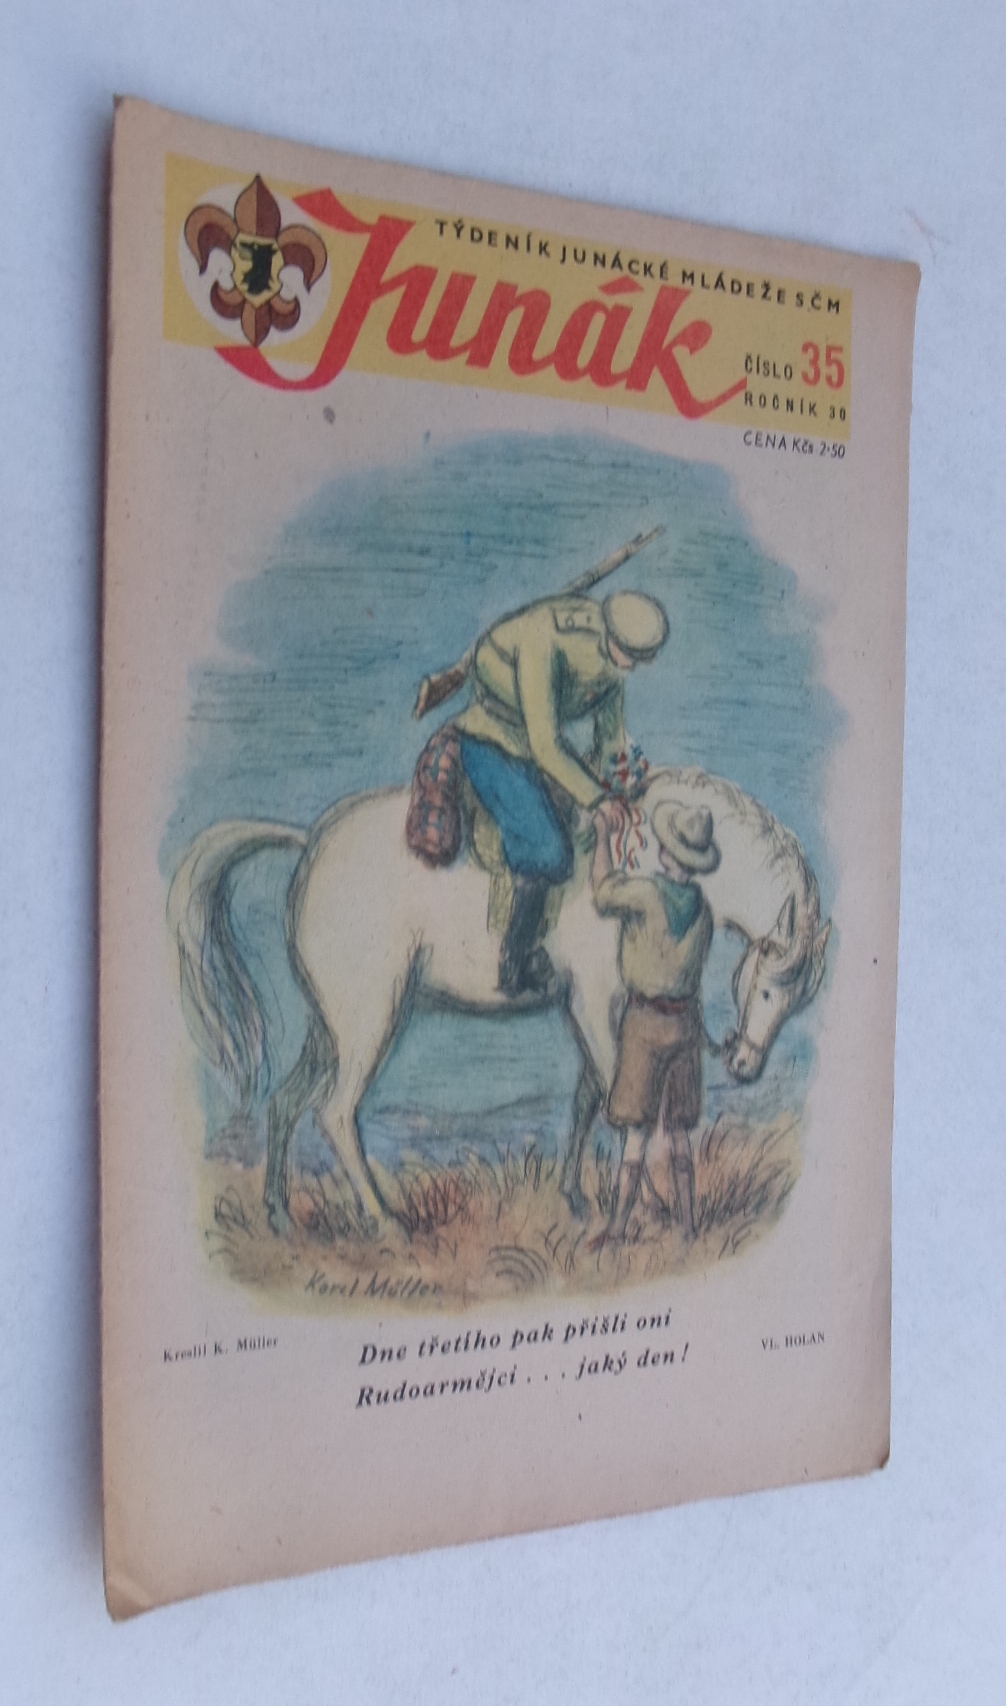 TÝDENÍK JUNÁCKÉ MLÁDEŽE SČM
Junák
ČÍSLO 35
ROČNÍK 30
CENA Kčs 2·50
Karel Müller
Kreslil K. Müller
Dne třetího pak přišli oni
Rudoarmějci . . . jaký den!
VL. HOLAN